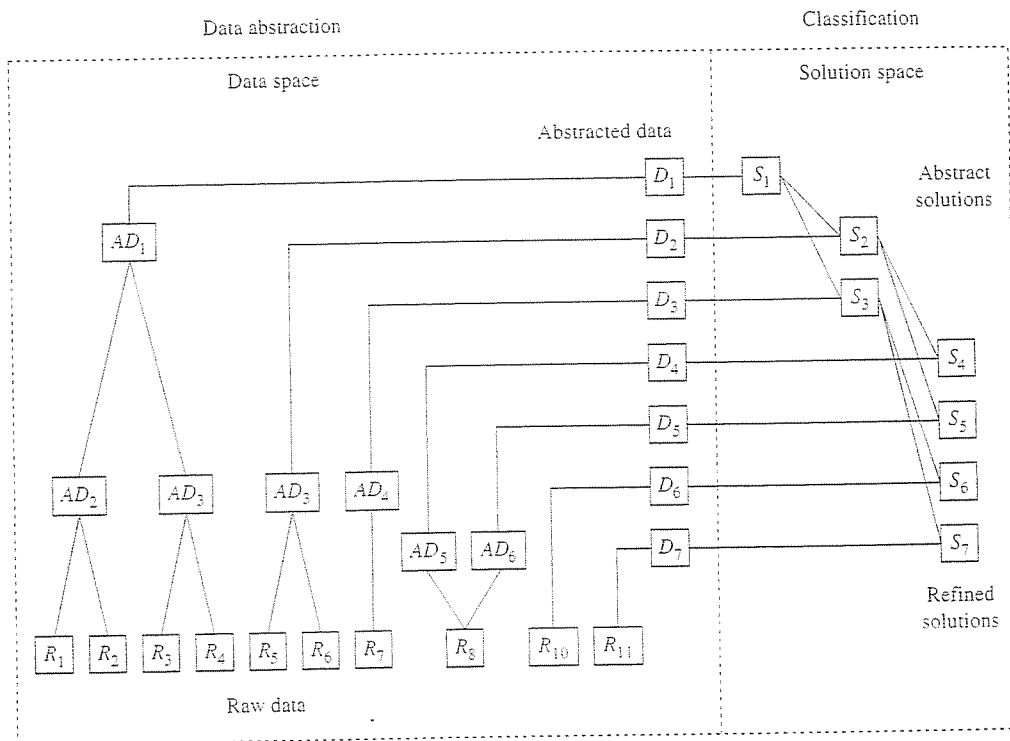 Data abstraction
Classification
Data space
Solution space
Abstracted data
D₁
S₁
Abstract
solutions
AD₁
D₂
S₂
D₃
S₃
D₄
S₄
D₅
S₅
AD₂
AD₃
AD₃
AD₄
D₆
S₆
AD₅
AD₆
D₇
S₇
Refined
solutions
R₁
R₂
R₃
R₄
R₅
R₆
R₇
R₈
R₁₀
R₁₁
Raw data